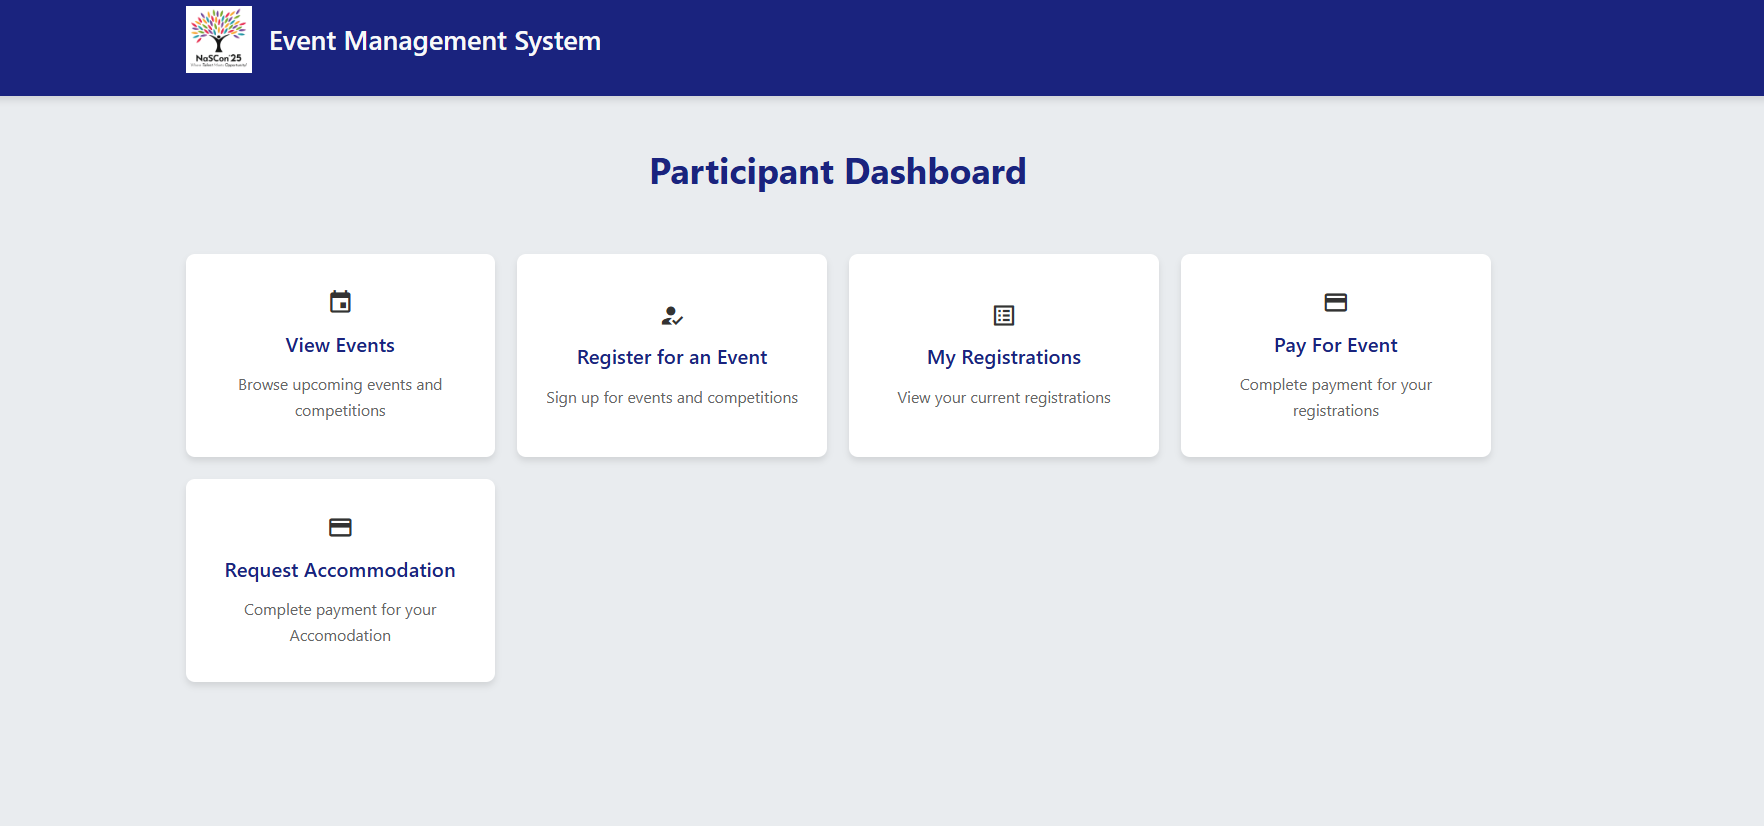 NaSCon'25
Event Management System
Participant Dashboard
View Events
Browse upcoming events and
competitions
Register for an Event
Sign up for events and competitions
My Registrations
View your current registrations
Pay For Event
Complete payment for your
registrations
Request Accommodation
Complete payment for your
Accomodation